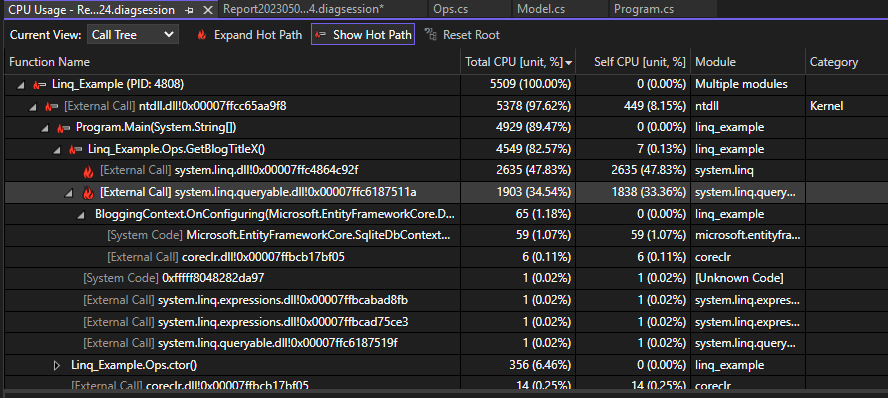 CPU Usage - Re...24.diagsession Report2023050...4.diagsession* Ops.cs Model.cs Program.cs
Current View: Call Tree Expand Hot Path Show Hot Path Reset Root
Function Name Total CPU [unit, %] Self CPU [unit, %] Module Category
Linq_Example (PID: 4808) 5509 (100.00%) 0 (0.00%) Multiple modules
[External Call] ntdll.dll!0x00007ffcc65aa9f8 5378 (97.62%) 449 (8.15%) ntdll Kernel
Program.Main(System.String[]) 4929 (89.47%) 0 (0.00%) linq_example
Linq_Example.Ops.GetBlogTitleX() 4549 (82.57%) 7 (0.13%) linq_example
[External Call] system.linq.dll!0x00007ffc4864c92f 2635 (47.83%) 2635 (47.83%) system.linq
[External Call] system.linq.queryable.dll!0x00007ffc6187511a 1903 (34.54%) 1838 (33.36%) system.linq.query...
BloggingContext.OnConfiguring(Microsoft.EntityFrameworkCore.D... 65 (1.18%) 0 (0.00%) linq_example
[System Code] Microsoft.EntityFrameworkCore.SqliteDbContext... 59 (1.07%) 59 (1.07%) microsoft.entityfra...
[External Call] coreclr.dll!0x00007ffbcb17bf05 6 (0.11%) 6 (0.11%) coreclr
[System Code] 0xfffff8048282da97 1 (0.02%) 1 (0.02%) [Unknown Code]
[External Call] system.linq.expressions.dll!0x00007ffbcabad8fb 1 (0.02%) 1 (0.02%) system.linq.expres...
[External Call] system.linq.expressions.dll!0x00007ffbcad75ce3 1 (0.02%) 1 (0.02%) system.linq.expres...
[External Call] system.linq.queryable.dll!0x00007ffc6187519f 1 (0.02%) 1 (0.02%) system.linq.query...
Linq_Example.Ops.ctor() 356 (6.46%) 0 (0.00%) linq_example
[External Call] coreclr.dll!0x00007ffbcb17bf05 14 (0.25%) 14 (0.25%) coreclr